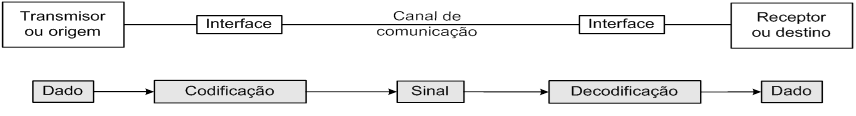 Transmisor
ou origem
Interface
Canal de
comunicação
Interface
Receptor
ou destino
Dado
Codificação
Sinal
Decodificação
Dado